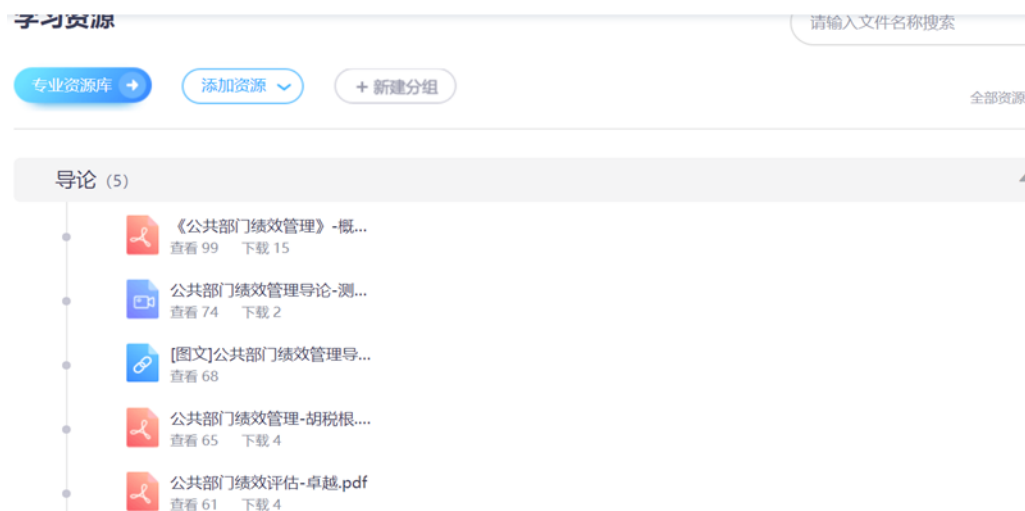 学习资源
请输入文件名称搜索
专业资源库
添加资源
+ 新建分组
全部资源
导论 (5)
《公共部门绩效管理》-概...
查看 99 下载 15
公共部门绩效管理导论-测...
查看 74 下载 2
[图文]公共部门绩效管理导...
查看 68
公共部门绩效管理-胡税根....
查看 65 下载 4
公共部门绩效评估-卓越.pdf
查看 61 下载 4